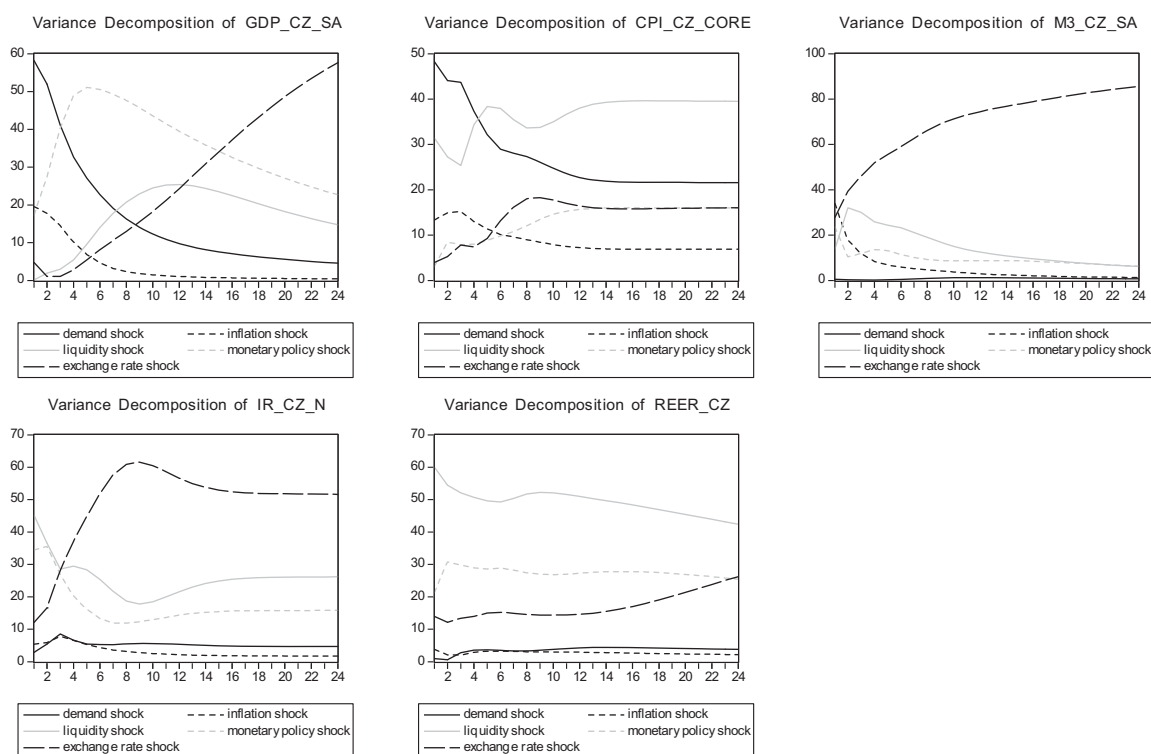 Variance Decomposition of GDP_CZ_SA
60
50
40
30
20
10
0
2 4 6 8 10 12 14 16 18 20 22 24
demand shock inflation shock
liquidity shock monetary policy shock
exchange rate shock
Variance Decomposition of CPI_CZ_CORE
50
40
30
20
10
0
2 4 6 8 10 12 14 16 18 20 22 24
demand shock inflation shock
liquidity shock monetary policy shock
exchange rate shock
Variance Decomposition of M3_CZ_SA
100
80
60
40
20
0
2 4 6 8 10 12 14 16 18 20 22 24
demand shock inflation shock
liquidity shock monetary policy shock
exchange rate shock
Variance Decomposition of IR_CZ_N
70
60
50
40
30
20
10
0
2 4 6 8 10 12 14 16 18 20 22 24
demand shock inflation shock
liquidity shock monetary policy shock
exchange rate shock
Variance Decomposition of REER_CZ
70
60
50
40
30
20
10
0
2 4 6 8 10 12 14 16 18 20 22 24
demand shock inflation shock
liquidity shock monetary policy shock
exchange rate shock